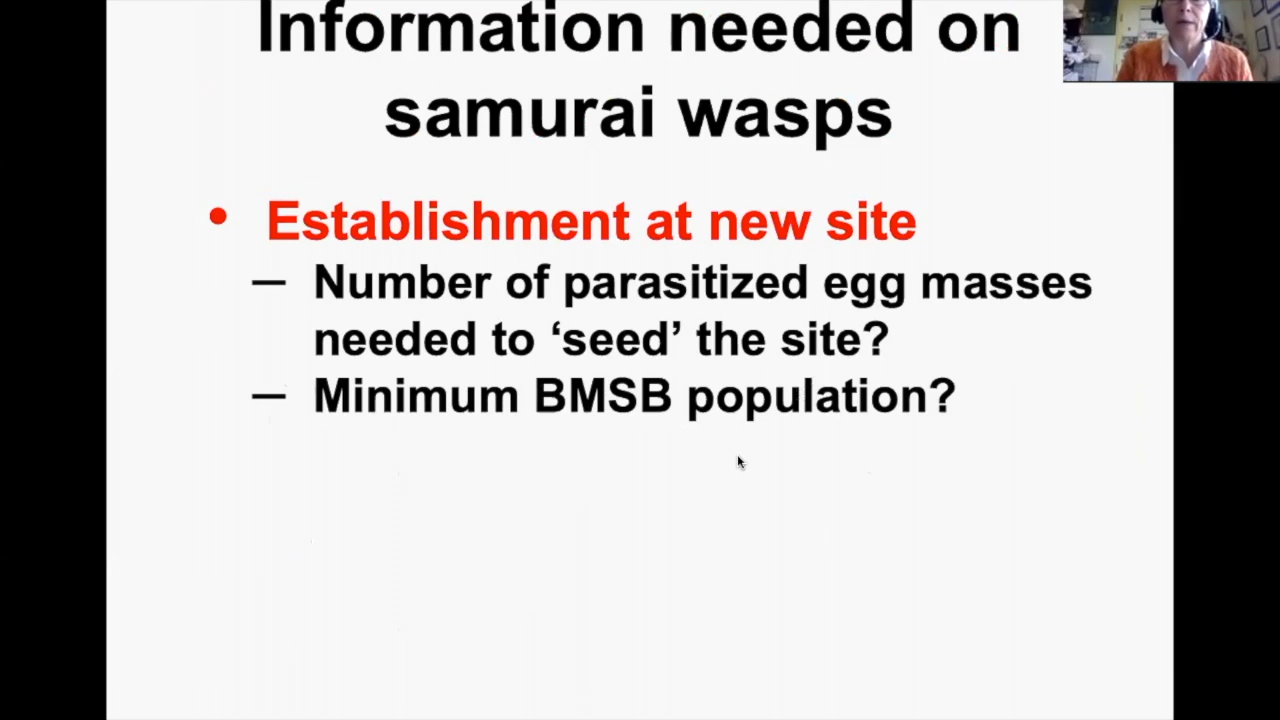 Information needed on
samurai wasps
• Establishment at new site
— Number of parasitized egg masses
needed to ‘seed’ the site?
— Minimum BMSB population?